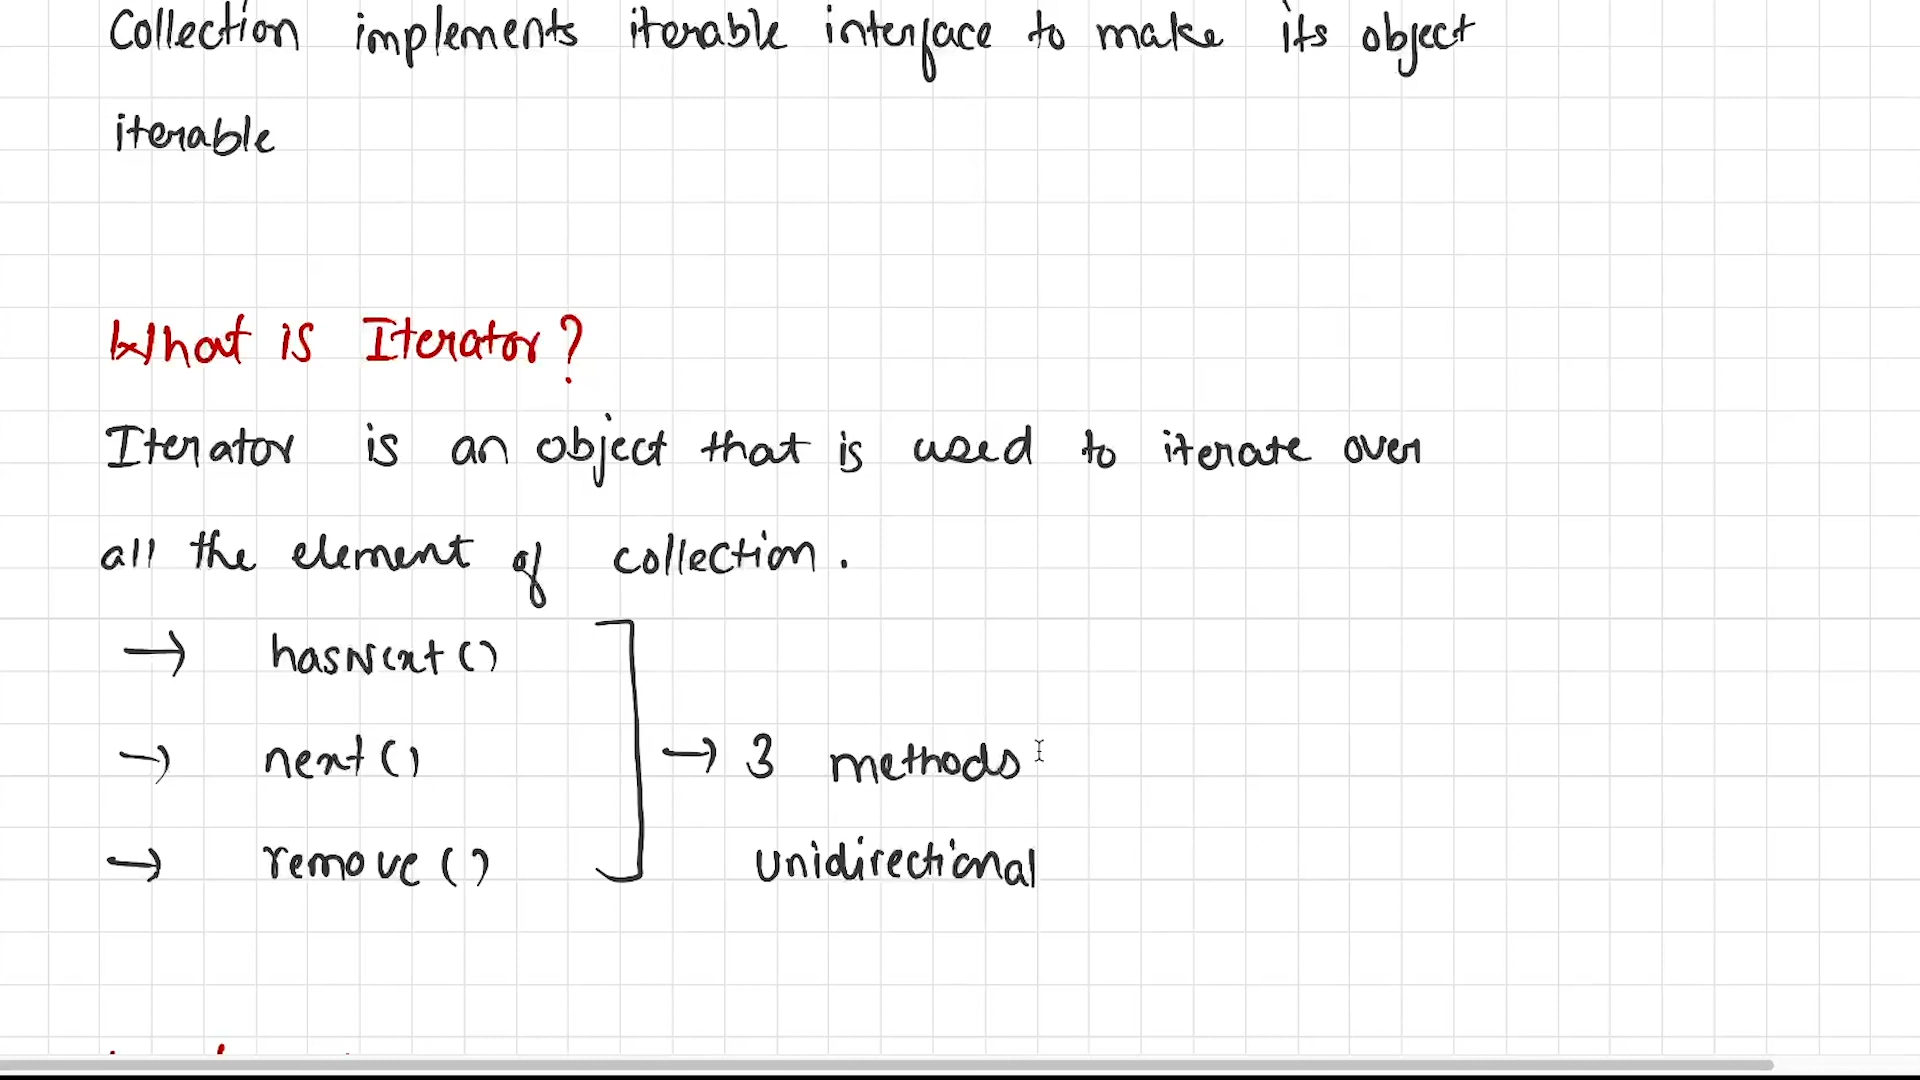 Collection implements iterable interface to make its object
iterable
What is Iterator?
Iterator is an object that is used to iterate over
all the element of collection.
→ hasNext()
→ next() → 3 methods
→ remove() unidirectional